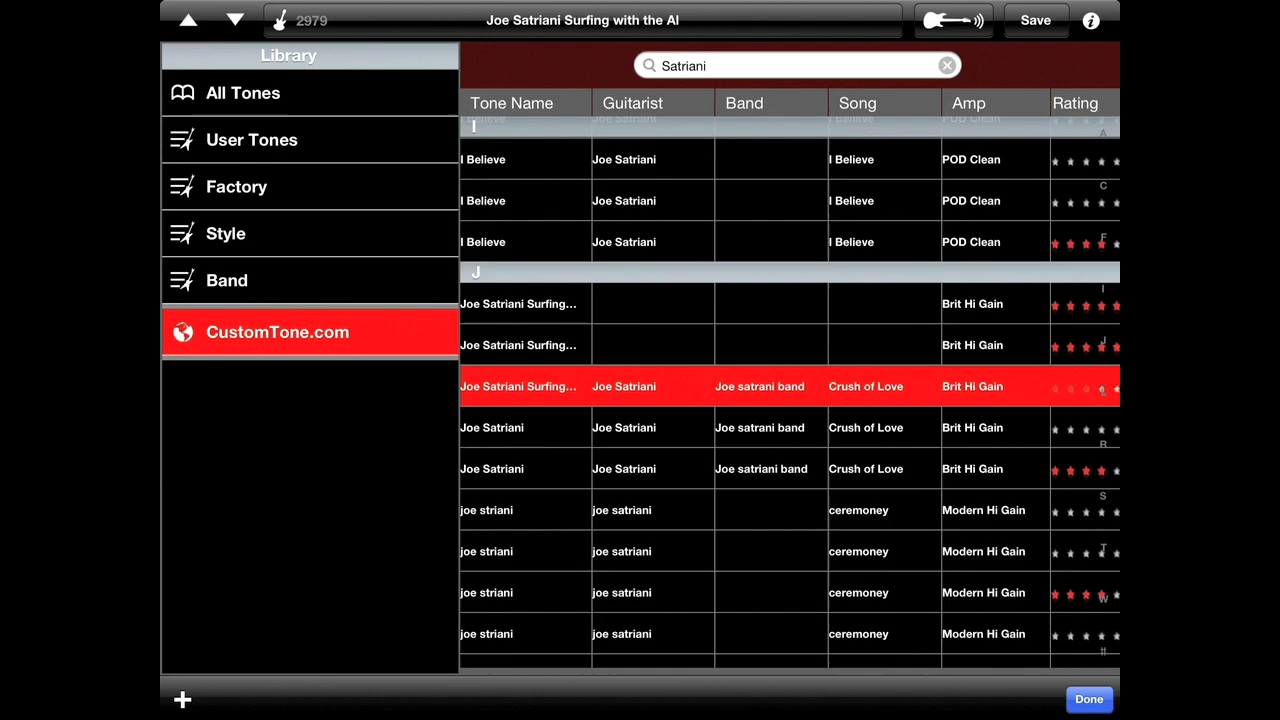 2979 Joe Satriani Surfing with the Al Save i
Library
Satriani
All Tones
User Tones
Factory
Style
Band
CustomTone.com
Tone Name Guitarist Band Song Amp Rating
I Believe Joe Satriani I Believe POD Clean
I
I Believe Joe Satriani I Believe POD Clean
I Believe Joe Satriani I Believe POD Clean
I Believe Joe Satriani I Believe POD Clean
J
Joe Satriani Surfing... Brit Hi Gain
Joe Satriani Surfing... Brit Hi Gain
Joe Satriani Surfing... Joe Satriani Joe satrani band Crush of Love Brit Hi Gain
Joe Satriani Joe Satriani Joe satrani band Crush of Love Brit Hi Gain
Joe Satriani Joe Satriani Joe satriani band Crush of Love Brit Hi Gain
joe striani joe satriani ceremoney Modern Hi Gain
joe striani joe satriani ceremoney Modern Hi Gain
joe striani joe satriani ceremoney Modern Hi Gain
joe striani joe satriani ceremoney Modern Hi Gain
A
C
F
I
J
R
S
T
W
#
Done